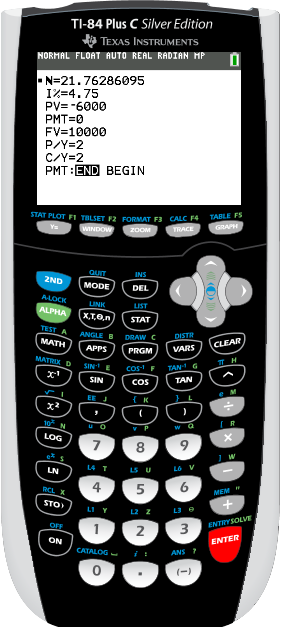 TI-84 Plus C Silver Edition
TEXAS INSTRUMENTS
NORMAL FLOAT AUTO REAL RADIAN MP
N=21.76286095
I%=4.75
PV=-6000
PMT=0
FV=10000
P/Y=2
C/Y=2
PMT:END BEGIN
STAT PLOT F1 TBLSET F2 FORMAT F3 CALC F4 TABLE F5
Y= WINDOW ZOOM TRACE GRAPH
QUIT INS
2ND MODE DEL
A-LOCK LINK LIST
ALPHA X,T,Θ,n STAT
TEST A ANGLE B DRAW C DISTR
MATH APPS PRGM VARS CLEAR
MATRIX D SIN⁻¹ E COS⁻¹ F TAN⁻¹ G π H
x⁻¹ SIN COS TAN ^
√ I EE J { K } L e M
x² , ( ) ÷
10ˣ N u O v P w Q [ R
LOG 7 8 9 ×
eˣ S L4 T L5 U L6 V ] W
LN 4 5 6 −
RCL X L1 Y L2 Z L3 θ MEM "
STO› 1 2 3 +
OFF CATALOG ⎵ i : ANS ? ENTRY SOLVE
ON 0 . (−) ENTER